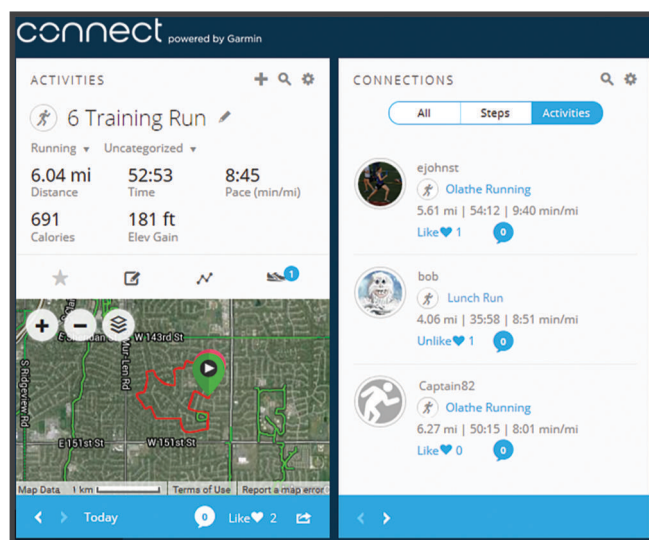 connect powered by Garmin
ACTIVITIES
6 Training Run
Running Uncategorized
6.04 mi 52:53 8:45
Distance Time Pace (min/mi)
691 181 ft
Calories Elev Gain
1
W 143rd St
S Ridgeview Rd
Mur-Len Rd
E 151st St W 151st St
Map Data 1 km Terms of Use Report a map error
Today 0 Like 2
CONNECTIONS
All Steps Activities
ejohnst
Olathe Running
5.61 mi | 54:12 | 9:40 min/mi
Like 1 0
bob
Lunch Run
4.06 mi | 35:58 | 8:51 min/mi
Unlike 1 0
Captain82
Olathe Running
6.27 mi | 50:15 | 8:01 min/mi
Like 0 0